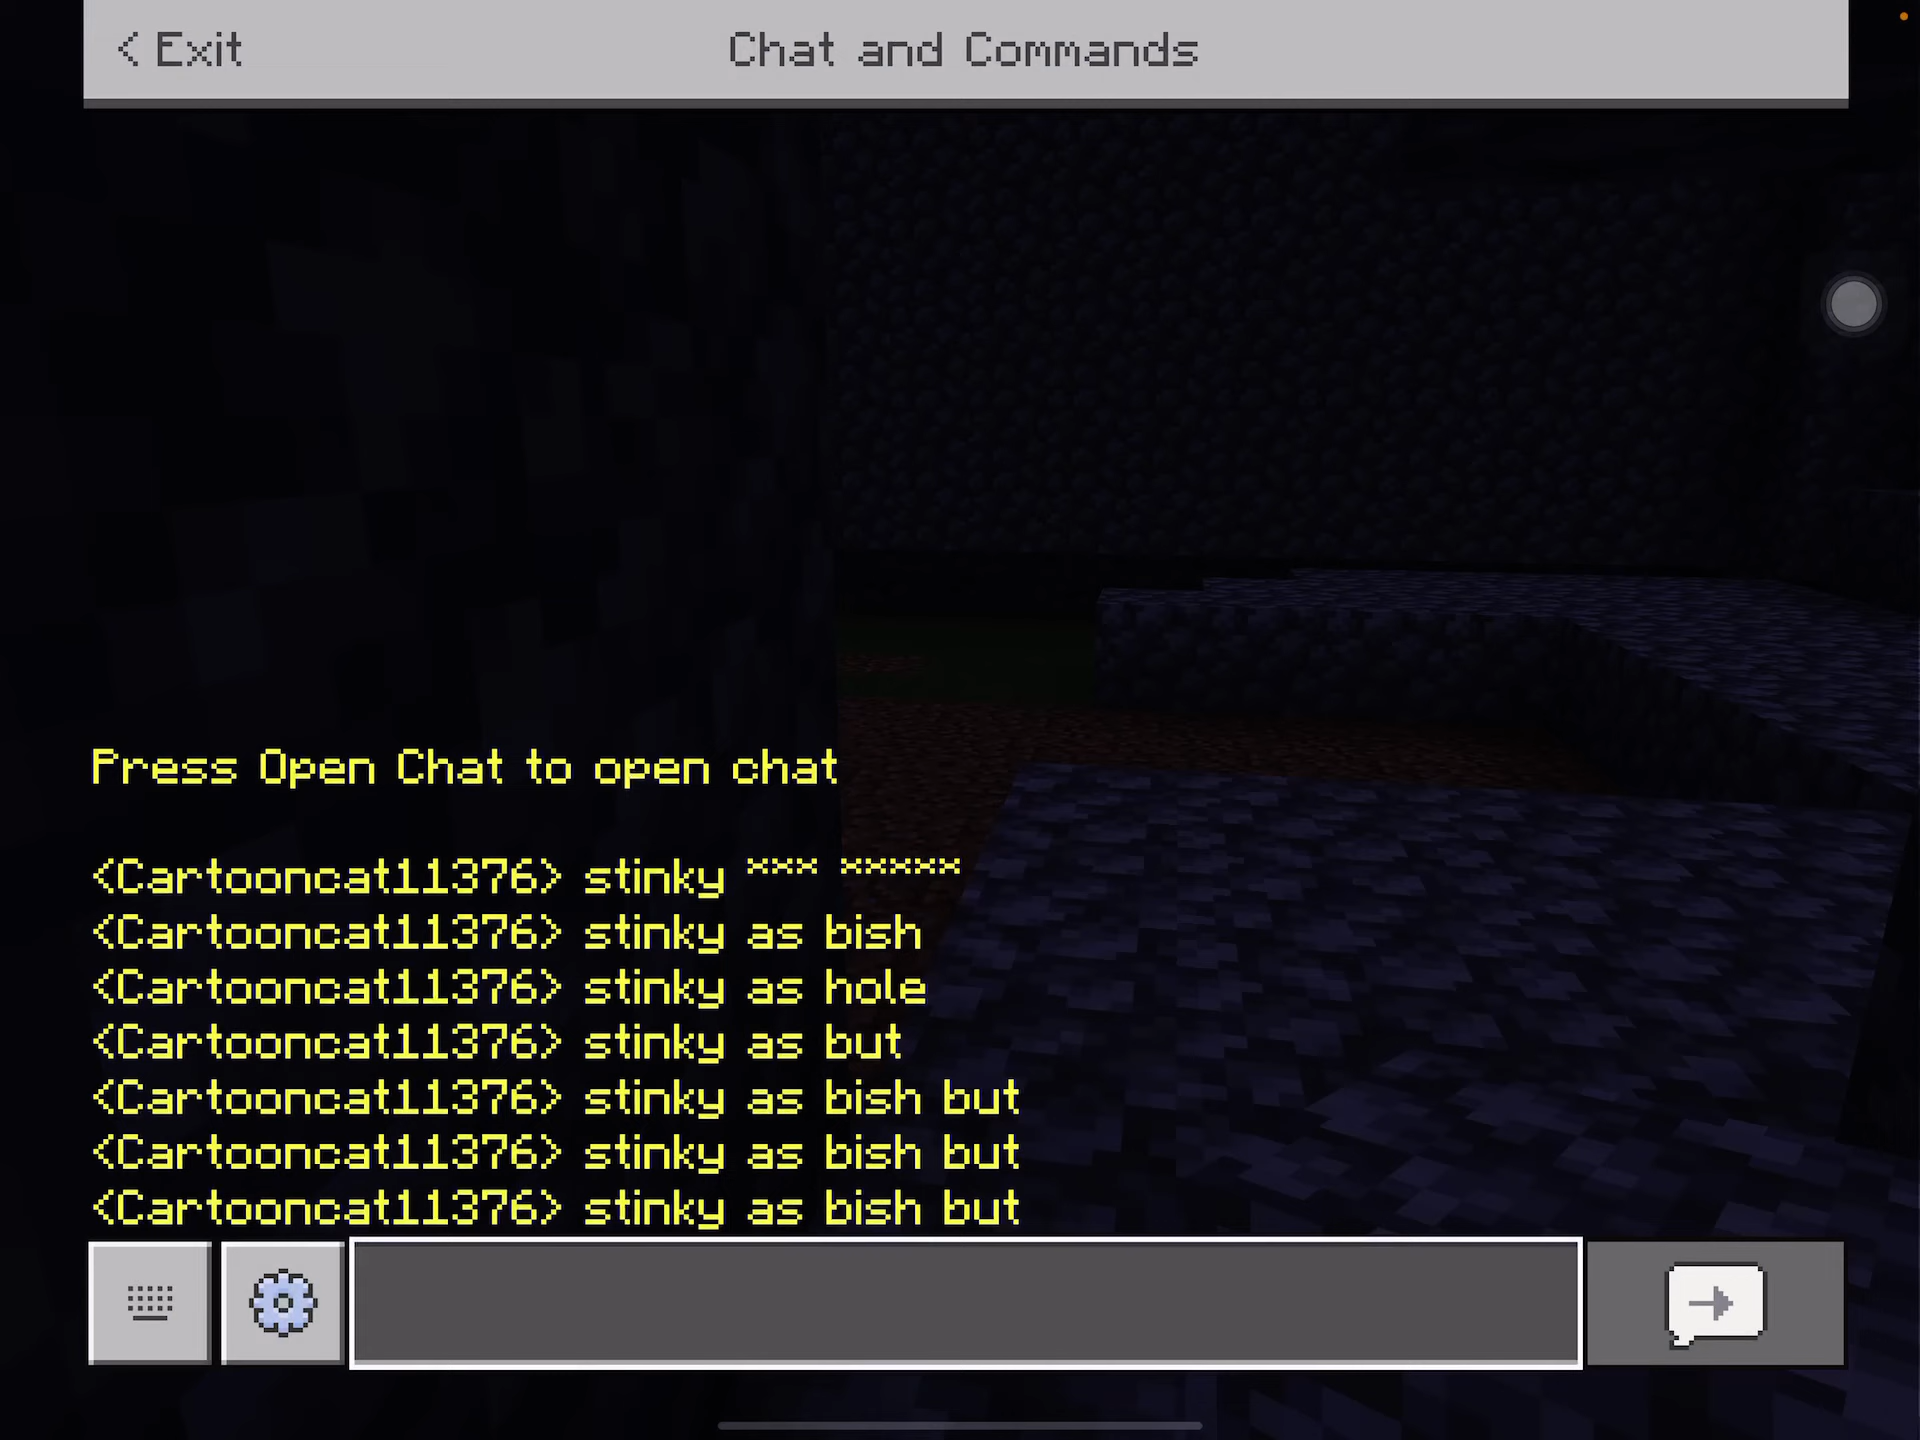 < Exit
Chat and Commands
Press Open Chat to open chat
<Cartooncat11376> stinky *** *****
<Cartooncat11376> stinky as bish
<Cartooncat11376> stinky as hole
<Cartooncat11376> stinky as but
<Cartooncat11376> stinky as bish but
<Cartooncat11376> stinky as bish but
<Cartooncat11376> stinky as bish but